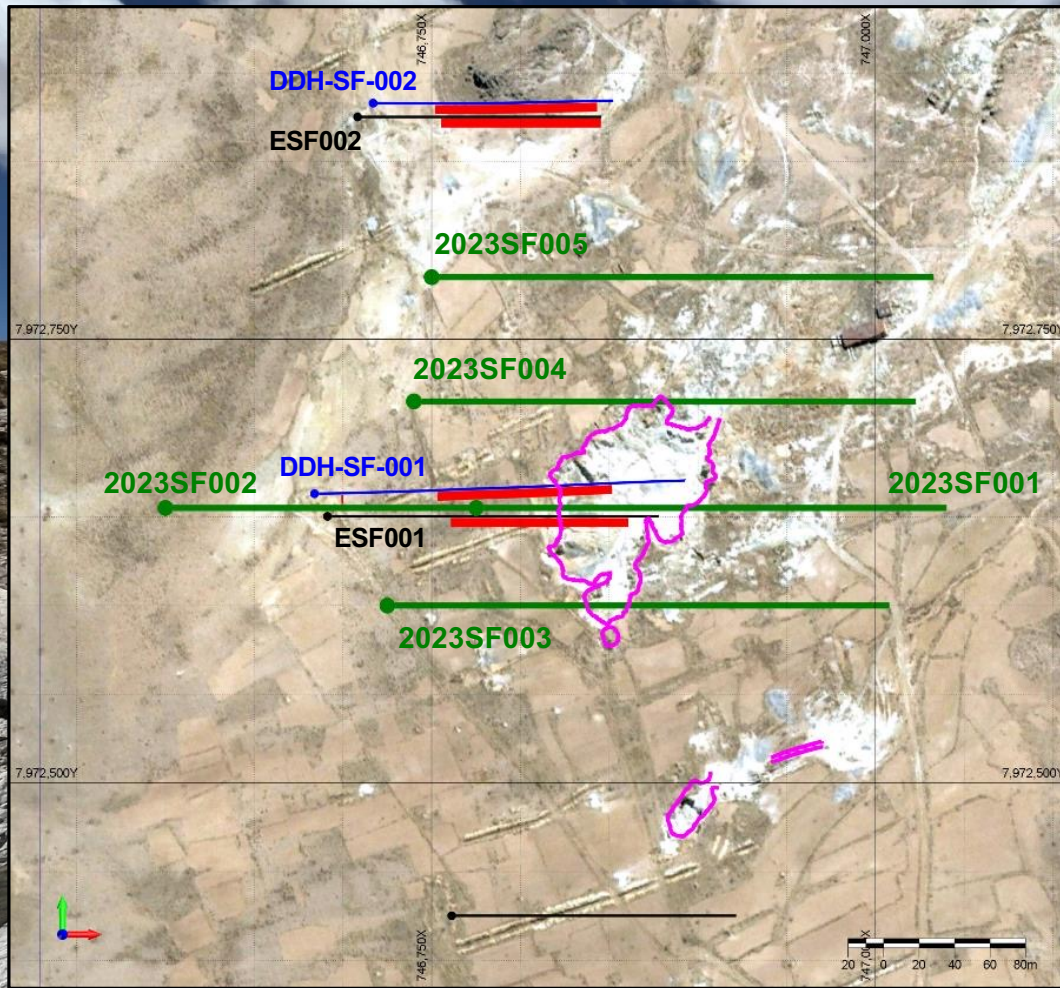 746,750X
747,000X
DDH-SF-002
ESF002
2023SF005
7,972,750Y
7,972,750Y
2023SF004
DDH-SF-001
2023SF002
2023SF001
ESF001
2023SF003
7,972,500Y
7,972,500Y
746,750X
747,000X
20 0 20 40 60 80m